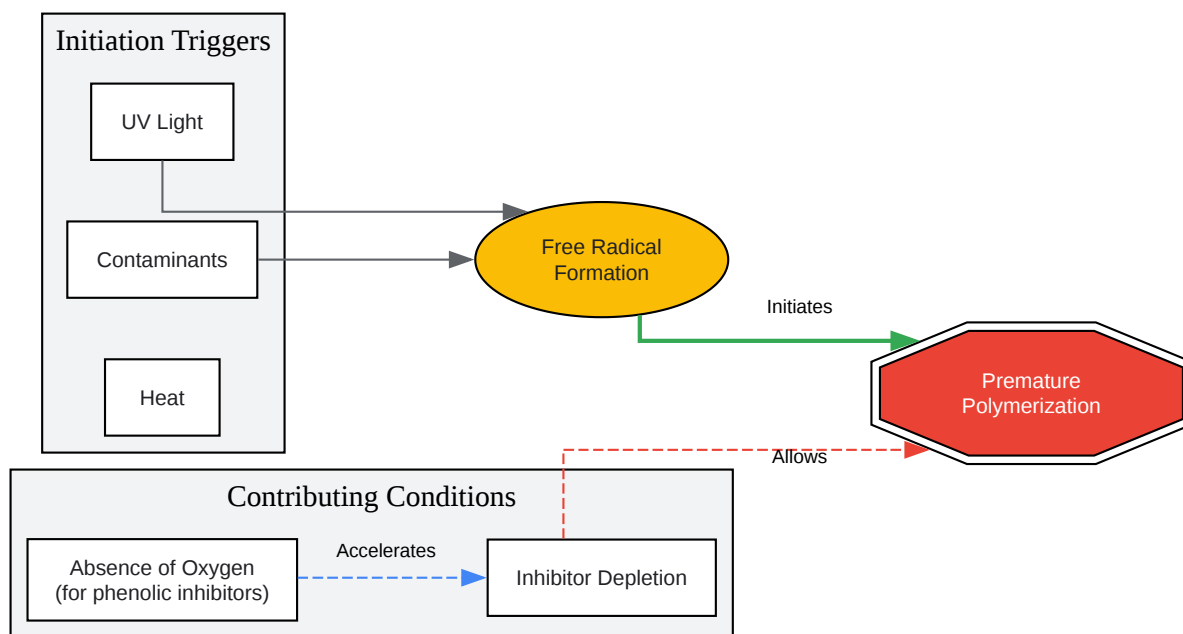 Initiation Triggers
UV Light
Contaminants
Heat
Free Radical
Formation
Initiates
Premature
Polymerization
Allows
Contributing Conditions
Absence of Oxygen
(for phenolic inhibitors)
Accelerates
Inhibitor Depletion